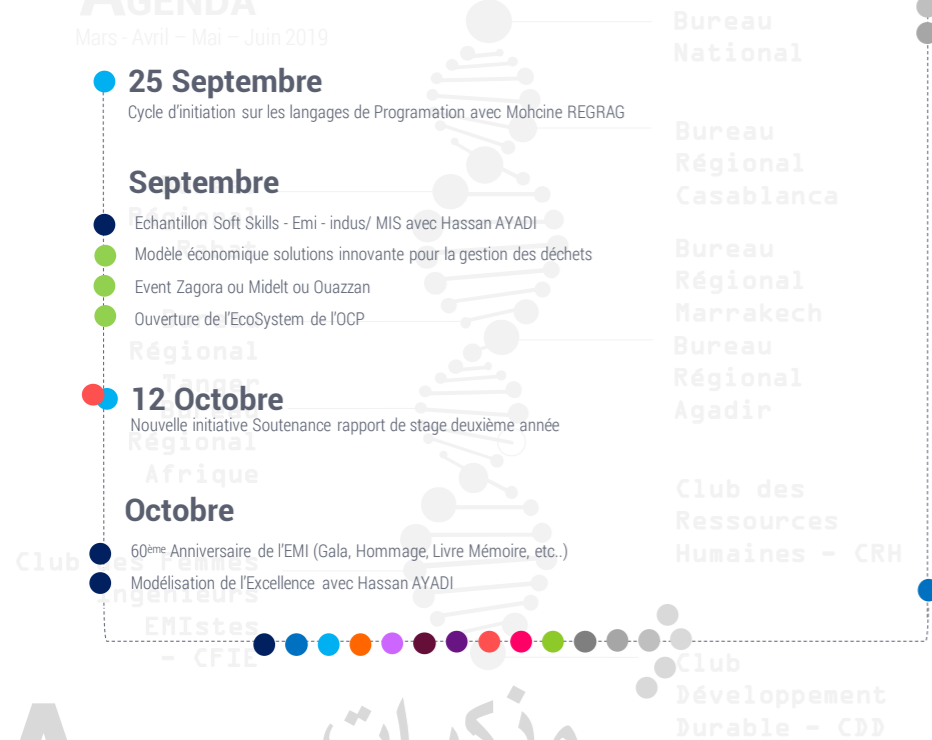 AGENDA
Mars - Avril – Mai – Juin 2019
25 Septembre
Cycle d’initiation sur les langages de Programation avec Mohcine REGRAG
Septembre
Echantillon Soft Skills - Emi - indus/ MIS avec Hassan AYADI
Modèle économique solutions innovante pour la gestion des déchets
Event Zagora ou Midelt ou Ouazzan
Ouverture de l’EcoSystem de l’OCP
12 Octobre
Nouvelle initiative Soutenance rapport de stage deuxième année
Octobre
60ème Anniversaire de l’EMI (Gala, Hommage, Livre Mémoire, etc..)
Modélisation de l’Excellence avec Hassan AYADI
Régional
Rabat
Bureau
Régional
Tanger
Bureau
Régional
Afrique
Club des Femmes
Ingénieurs
EMIstes
- CFIE
Bureau
National
Bureau
Régional
Casablanca
Bureau
Régional
Marrakech
Bureau
Régional
Agadir
Club des
Ressources
Humaines - CRH
Club
Développement
Durable - CDD